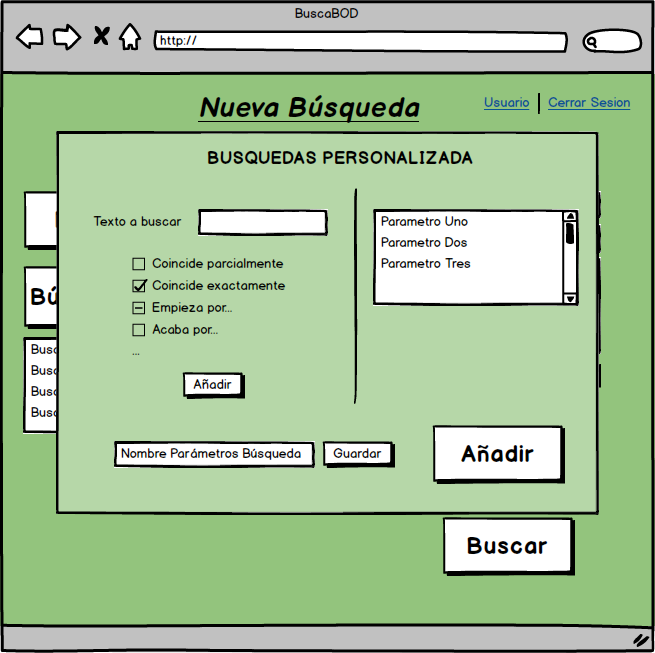 BuscaBOD
http://
Nueva Búsqueda
Usuario
Cerrar Sesion
BUSQUEDAS PERSONALIZADA
Texto a buscar
Coincide parcialmente
Coincide exactamente
Empieza por...
Acaba por...
...
Añadir
Parametro Uno
Parametro Dos
Parametro Tres
Nombre Parámetros Búsqueda
Guardar
Añadir
Bú
Busc
Busc
Busc
Busc
Buscar